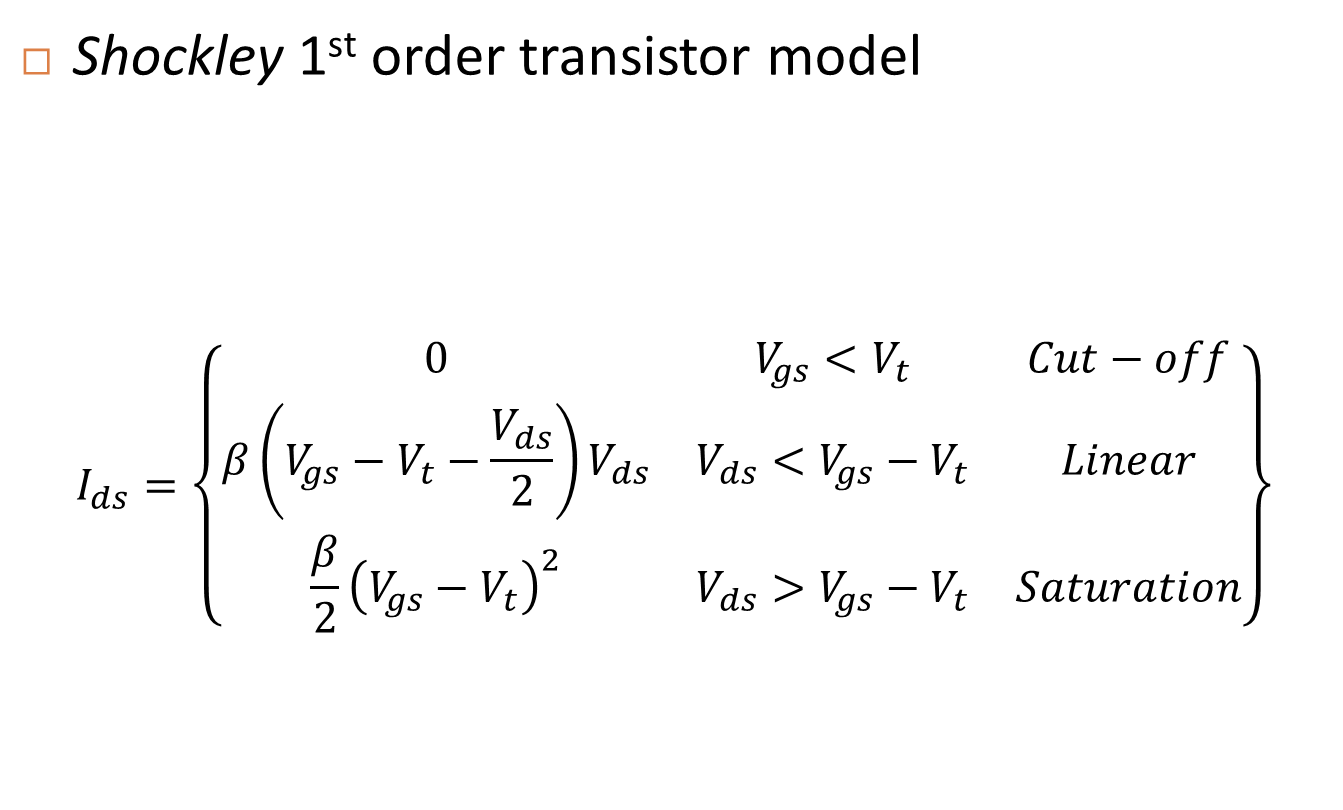 □ Shockley 1st order transistor model
0 V_gs < V_t Cut − off
I_ds = { β (V_gs − V_t − V_ds/2) V_ds V_ds < V_gs − V_t Linear }
β/2 (V_gs − V_t)^2 V_ds > V_gs − V_t Saturation